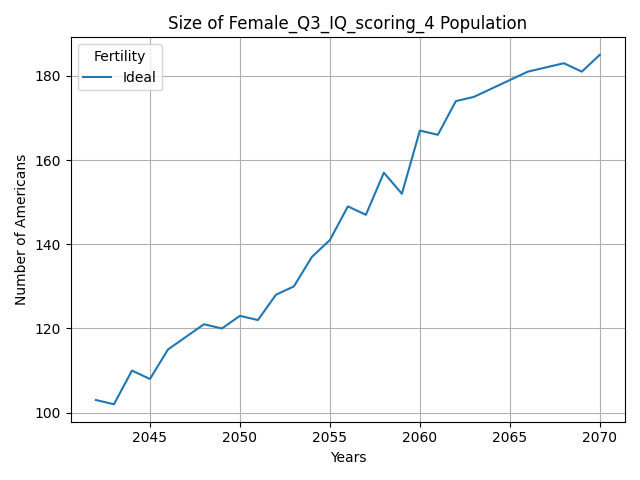 Size of Female_Q3_IQ_scoring_4 Population
Fertility
Ideal
Number of Americans
180
160
140
120
100
2045 2050 2055 2060 2065 2070
Years